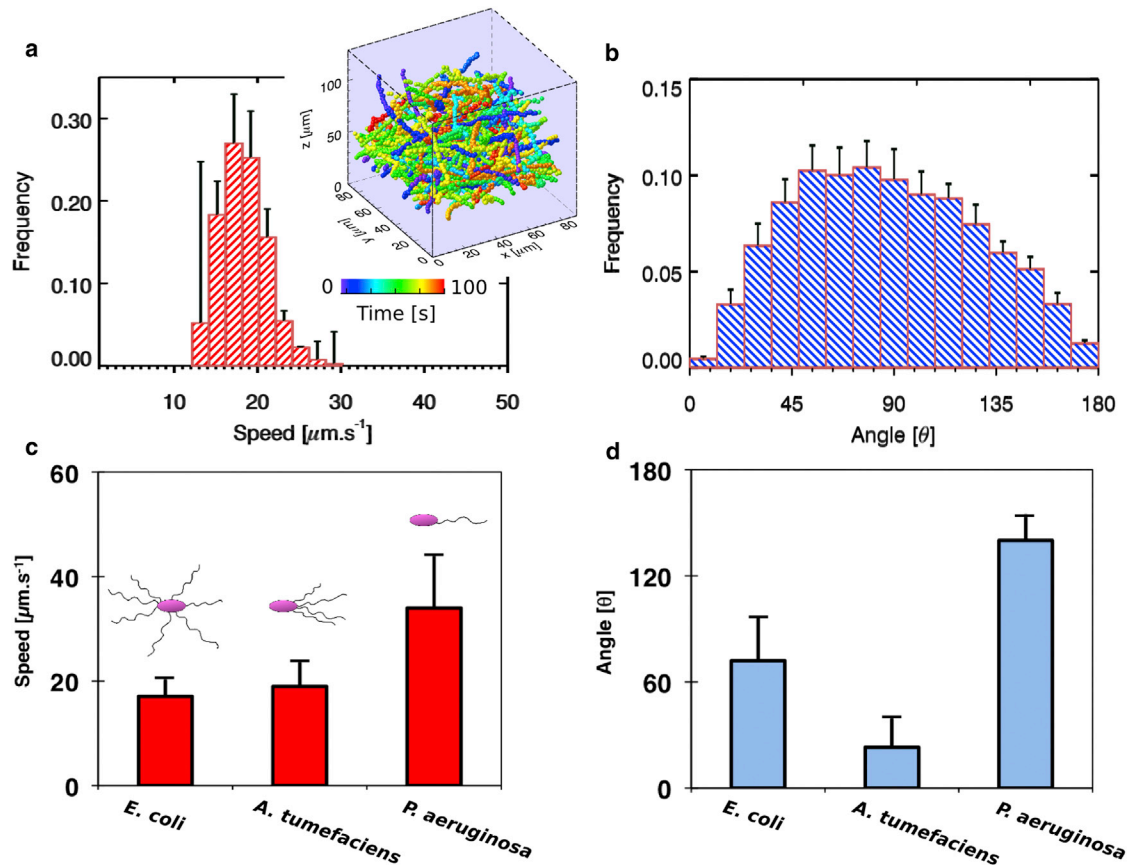 a
0.30
0.20
0.10
0.00
Frequency
10 20 30 40 50
Speed [μm.s⁻¹]
z [μm]
100
50
0
y [μm]
80
60
40
20
0
x [μm]
0 20 40 60 80
0 100
Time [s]
b
0.15
0.10
0.05
0.00
Frequency
0 45 90 135 180
Angle [θ]
c
60
40
20
0
Speed [μm.s⁻¹]
E. coli
A. tumefaciens
P. aeruginosa
d
180
120
60
0
Angle [θ]
E. coli
A. tumefaciens
P. aeruginosa